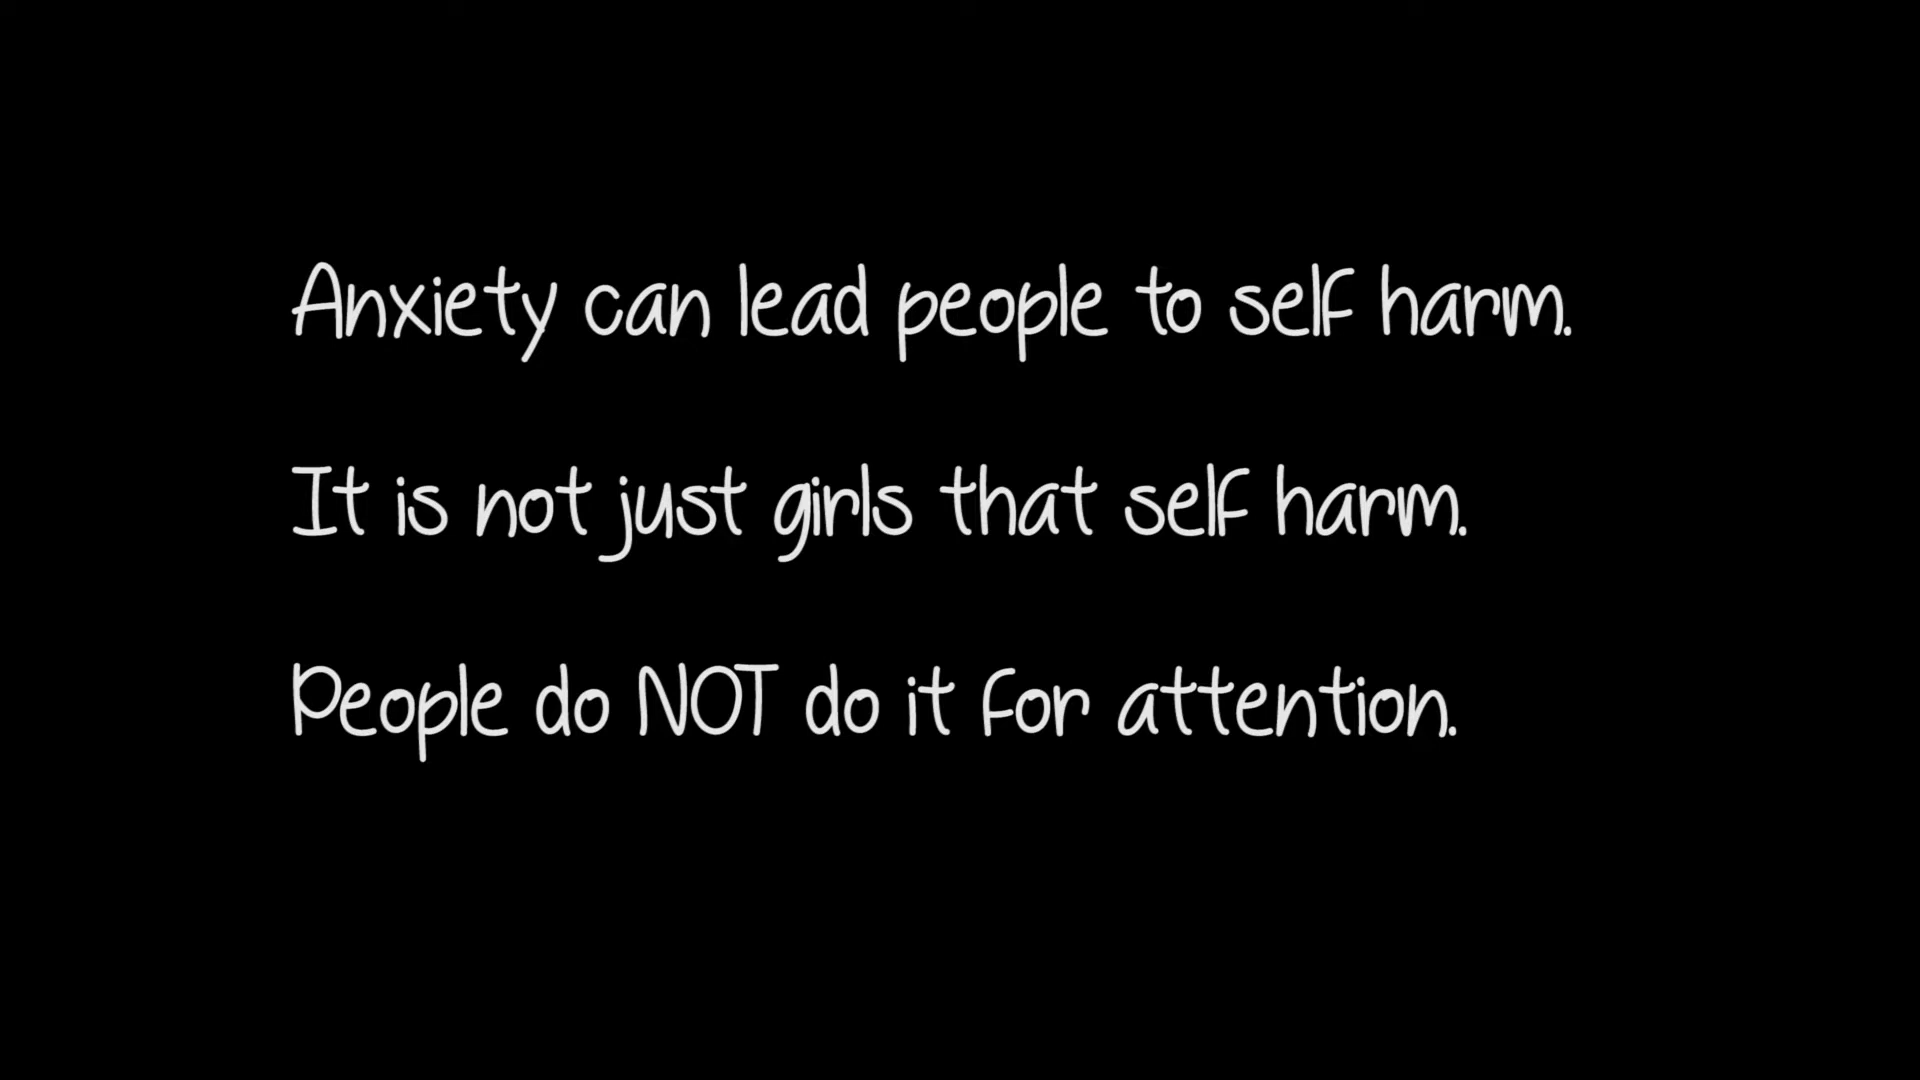 Anxiety can lead people to self harm.
It is not just girls that self harm.
People do NOT do it for attention.